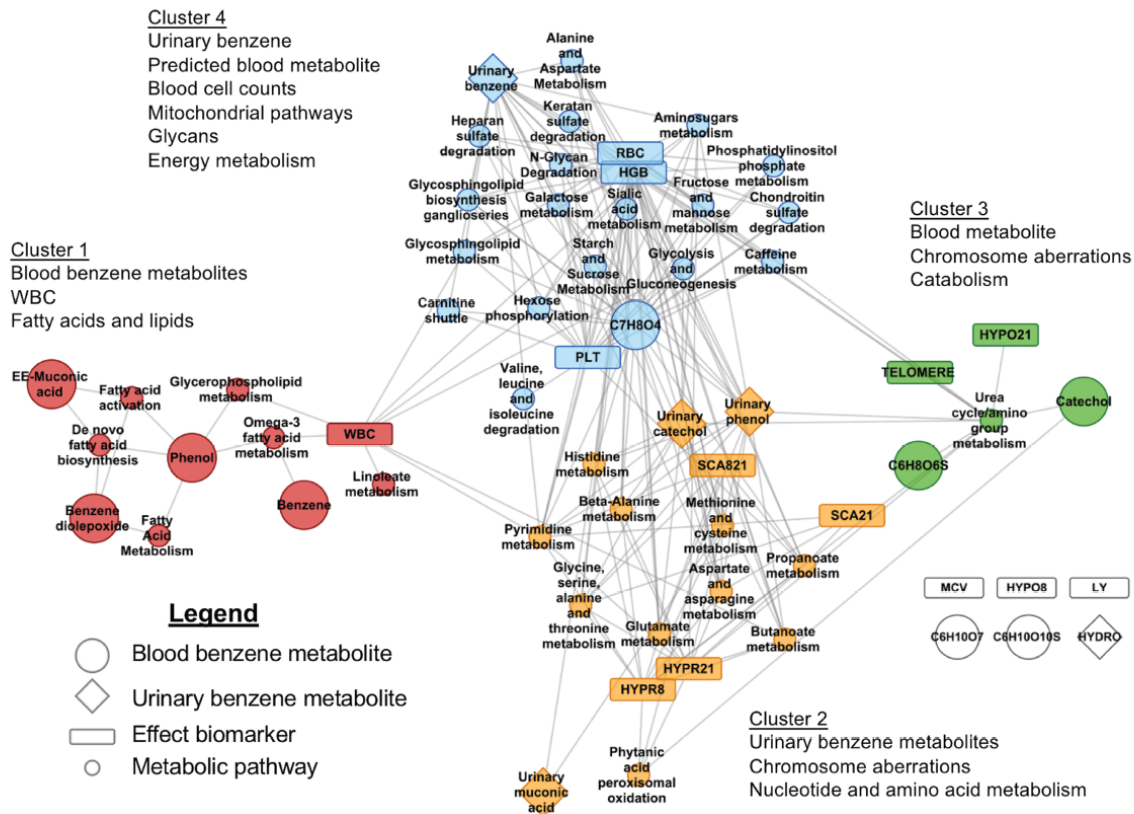 Cluster 4
Urinary benzene
Predicted blood metabolite
Blood cell counts
Mitochondrial pathways
Glycans
Energy metabolism
Cluster 1
Blood benzene metabolites
WBC
Fatty acids and lipids
Cluster 3
Blood metabolite
Chromosome aberrations
Catabolism
Urinary
benzene
Alanine
and
Aspartate
Metabolism
Heparan
sulfate
degradation
Keratan
sulfate
degradation
Aminosugars
metabolism
RBC
HGB
N-Glycan
Degradation
Phosphatidylinositol
phosphate
metabolism
Glycosphingolipid
biosynthesis
ganglioseries
Galactose
metabolism
Sialic
acid
metabolism
Fructose
and
mannose
metabolism
Chondroitin
sulfate
degradation
Glycosphingolipid
metabolism
Starch
and
Sucrose
Metabolism
Glycolysis
and
Gluconeogenesis
Caffeine
metabolism
Carnitine
shuttle
Hexose
phosphorylation
C7H8O4
PLT
Valine,
leucine
and
isoleucine
degradation
EE-Muconic
acid
Fatty acid
activation
Glycerophospholipid
metabolism
De novo
fatty acid
biosynthesis
Phenol
Omega-3
fatty acid
metabolism
WBC
Linoleate
metabolism
Benzene
Benzene
diolepoxide
Fatty
Acid
Metabolism
HYPO21
TELOMERE
Urea
cycle/amino
group
metabolism
Catechol
C6H8O6S
Urinary
catechol
Urinary
phenol
Histidine
metabolism
SCA821
Beta-Alanine
metabolism
Methionine
and
cysteine
metabolism
SCA21
Pyrimidine
metabolism
Propanoate
metabolism
Glycine,
serine,
alanine
and
threonine
metabolism
Aspartate
and
asparagine
metabolism
Glutamate
metabolism
Butanoate
metabolism
HYPR21
HYPR8
Phytanic
acid
peroxisomal
oxidation
Urinary
muconic
acid
MCV
HYPO8
LY
C6H10O7
C6H10O10S
HYDRO
Legend
Blood benzene metabolite
Urinary benzene metabolite
Effect biomarker
Metabolic pathway
Cluster 2
Urinary benzene metabolites
Chromosome aberrations
Nucleotide and amino acid metabolism